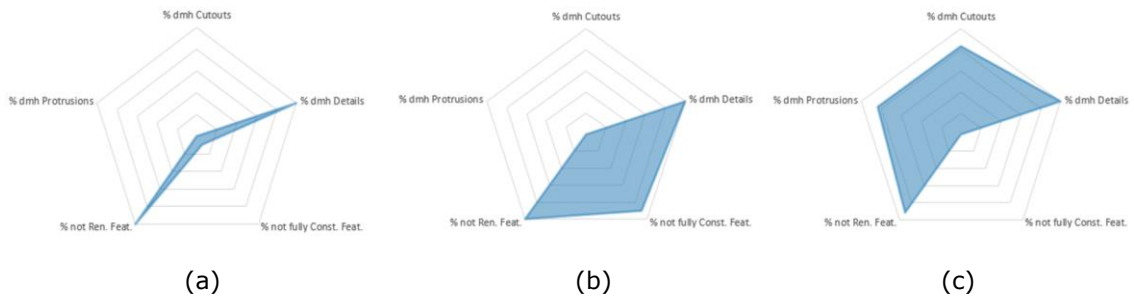 % dmh Cutouts
% dmh Protrusions
% dmh Details
% not Ren. Feat.
% not fully Const. Feat.
(a)
% dmh Cutouts
% dmh Protrusions
% dmh Details
% not Ren. Feat.
% not fully Const. Feat.
(b)
% dmh Cutouts
% dmh Protrusions
% dmh Details
% not Ren. Feat.
% not fully Const. Feat.
(c)